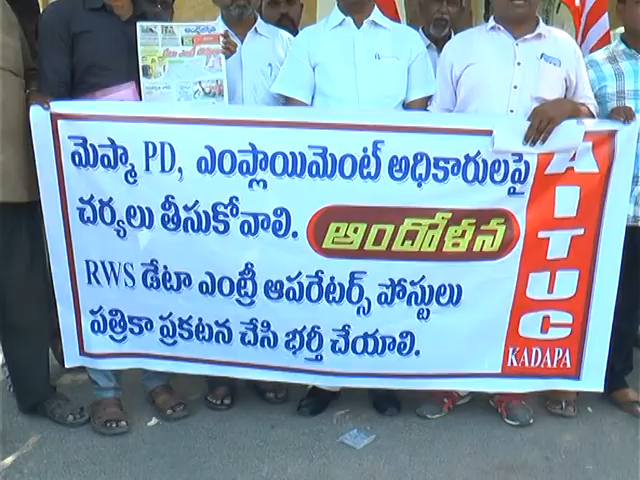 మెప్మా PD, ఎంప్లాయిమెంట్ అధికారులపై
చర్యలు తీసుకోవాలి. ఆందోళన
RWS డేటా ఎంట్రీ ఆపరేటర్స్ పోస్టులు
పత్రికా ప్రకటన చేసి భర్తీ చేయాలి.
AITUC
KADAPA